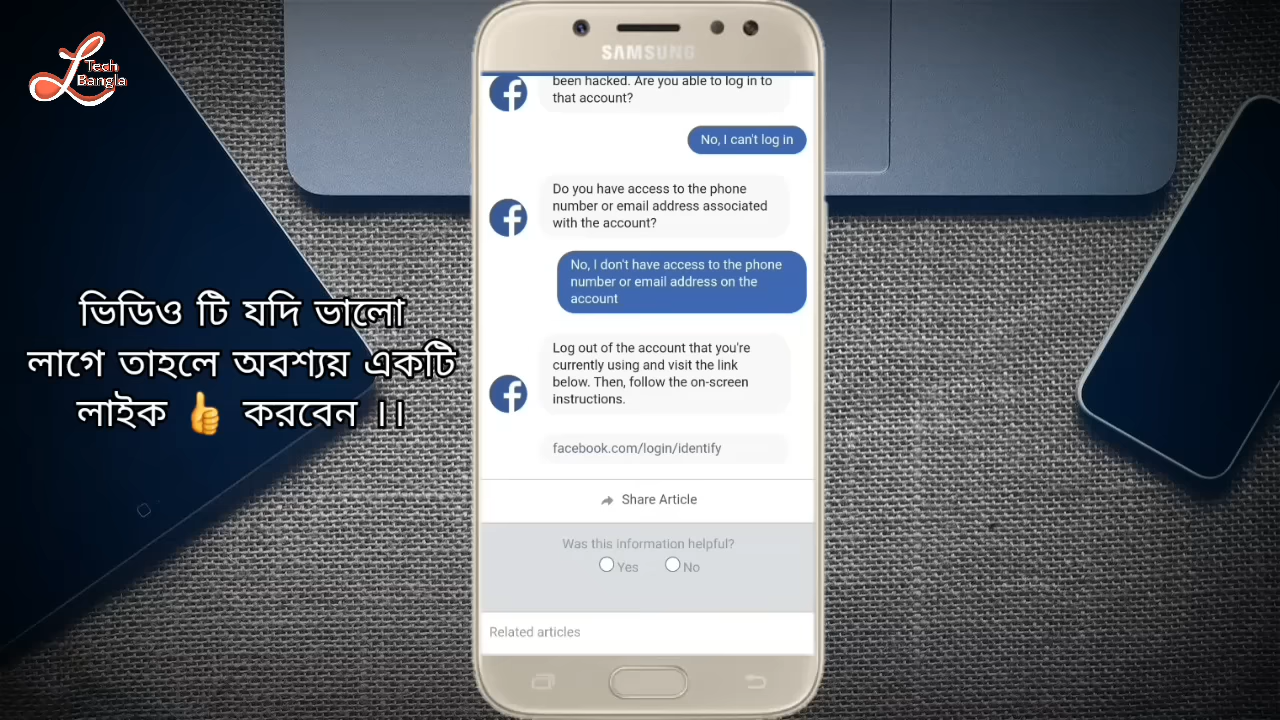 Tech
Bangla
SAMSUNG
been hacked. Are you able to log in to
that account?
No, I can't log in
Do you have access to the phone
number or email address associated
with the account?
No, I don't have access to the phone
number or email address on the
account
Log out of the account that you're
currently using and visit the link
below. Then, follow the on-screen
instructions.
facebook.com/login/identify
Share Article
Was this information helpful?
Yes No
Related articles
ভিডিও টি যদি ভালো
লাগে তাহলে অবশ্যয় একটি
লাইক 👍 করবেন ।।